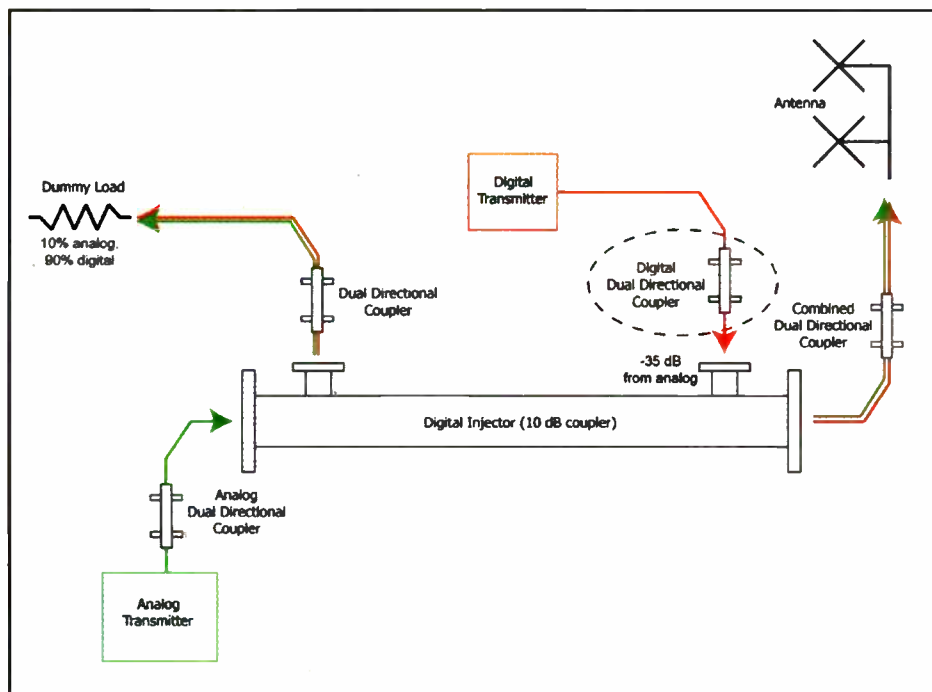 Antenna
Digital
Transmitter
Dummy Load
10% analog.
90% digital
Digital
Dual Directional
Coupler
Dual Directional
Coupler
Combined
Dual Directional
Coupler
-35 dB
from analog
Digital Injector (10 dB coupler)
Analog
Dual Directional
Coupler
Analog
Transmitter